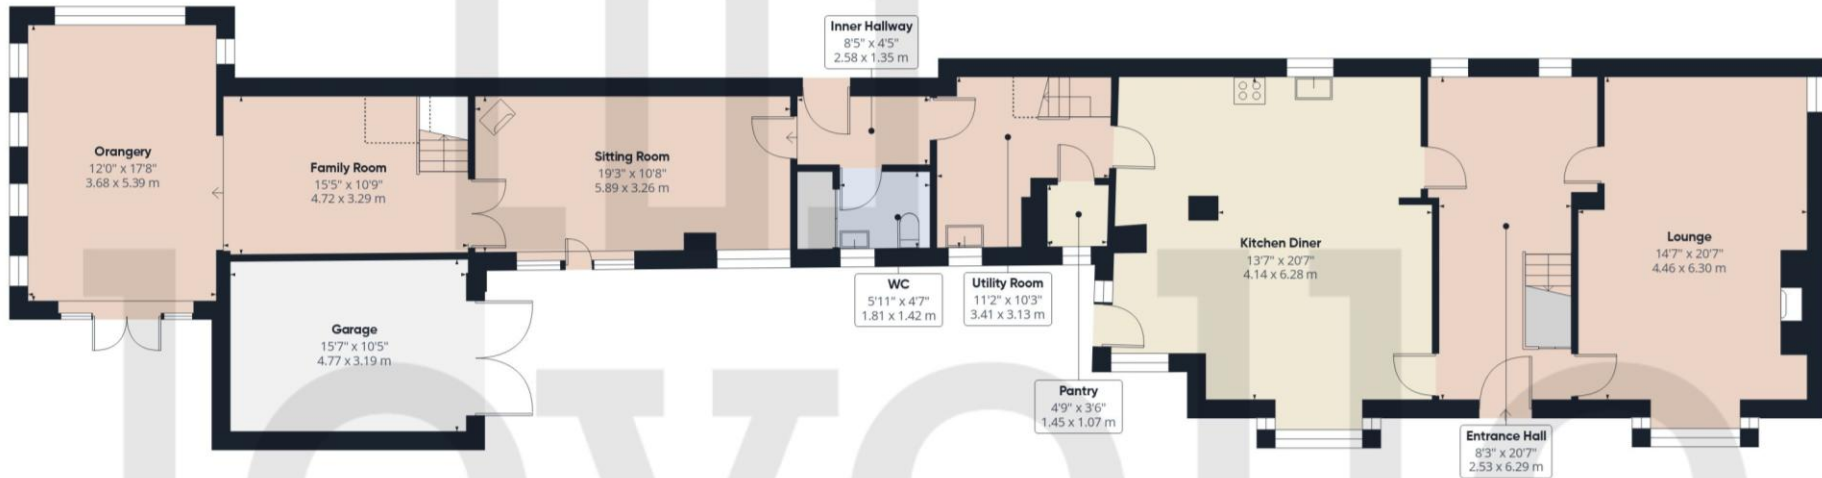 Inner Hallway
8'5" x 4'5"
2.58 x 1.35 m
Orangery
12'0" x 17'8"
3.68 x 5.39 m
Family Room
15'5" x 10'9"
4.72 x 3.29 m
Sitting Room
19'3" x 10'8"
5.89 x 3.26 m
Garage
15'7" x 10'5"
4.77 x 3.19 m
WC
5'11" x 4'7"
1.81 x 1.42 m
Utility Room
11'2" x 10'3"
3.41 x 3.13 m
Pantry
4'9" x 3'6"
1.45 x 1.07 m
Kitchen Diner
13'7" x 20'7"
4.14 x 6.28 m
Entrance Hall
8'3" x 20'7"
2.53 x 6.29 m
Lounge
14'7" x 20'7"
4.46 x 6.30 m